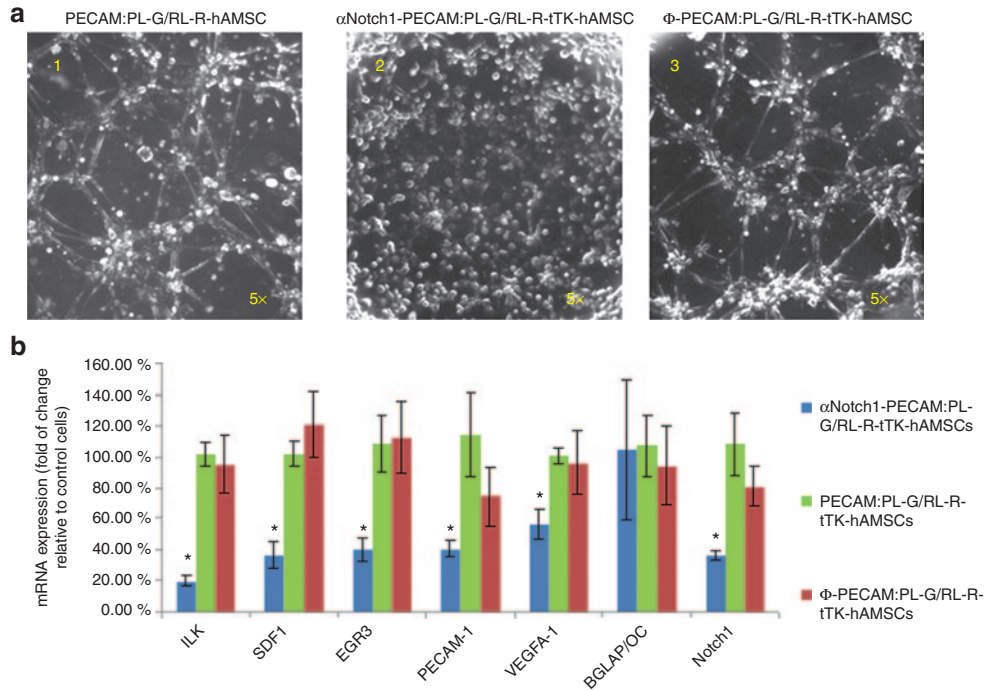 a
PECAM:PL-G/RL-R-hAMSC
αNotch1-PECAM:PL-G/RL-R-tTK-hAMSC
Φ-PECAM:PL-G/RL-R-tTK-hAMSC
1
2
3
5×
5×
5×
b
mRNA expression (fold of change
relative to control cells)
160.00 %
140.00 %
120.00 %
100.00 %
80.00 %
60.00 %
40.00 %
20.00 %
0.00 %
*
*
*
*
*
*
ILK
SDF1
EGR3
PECAM-1
VEGFA-1
BGLAP/OC
Notch1
αNotch1-PECAM:PL-
G/RL-R-tTK-hAMSCs
PECAM:PL-G/RL-R-
tTK-hAMSCs
Φ-PECAM:PL-G/RL-R-
tTK-hAMSCs